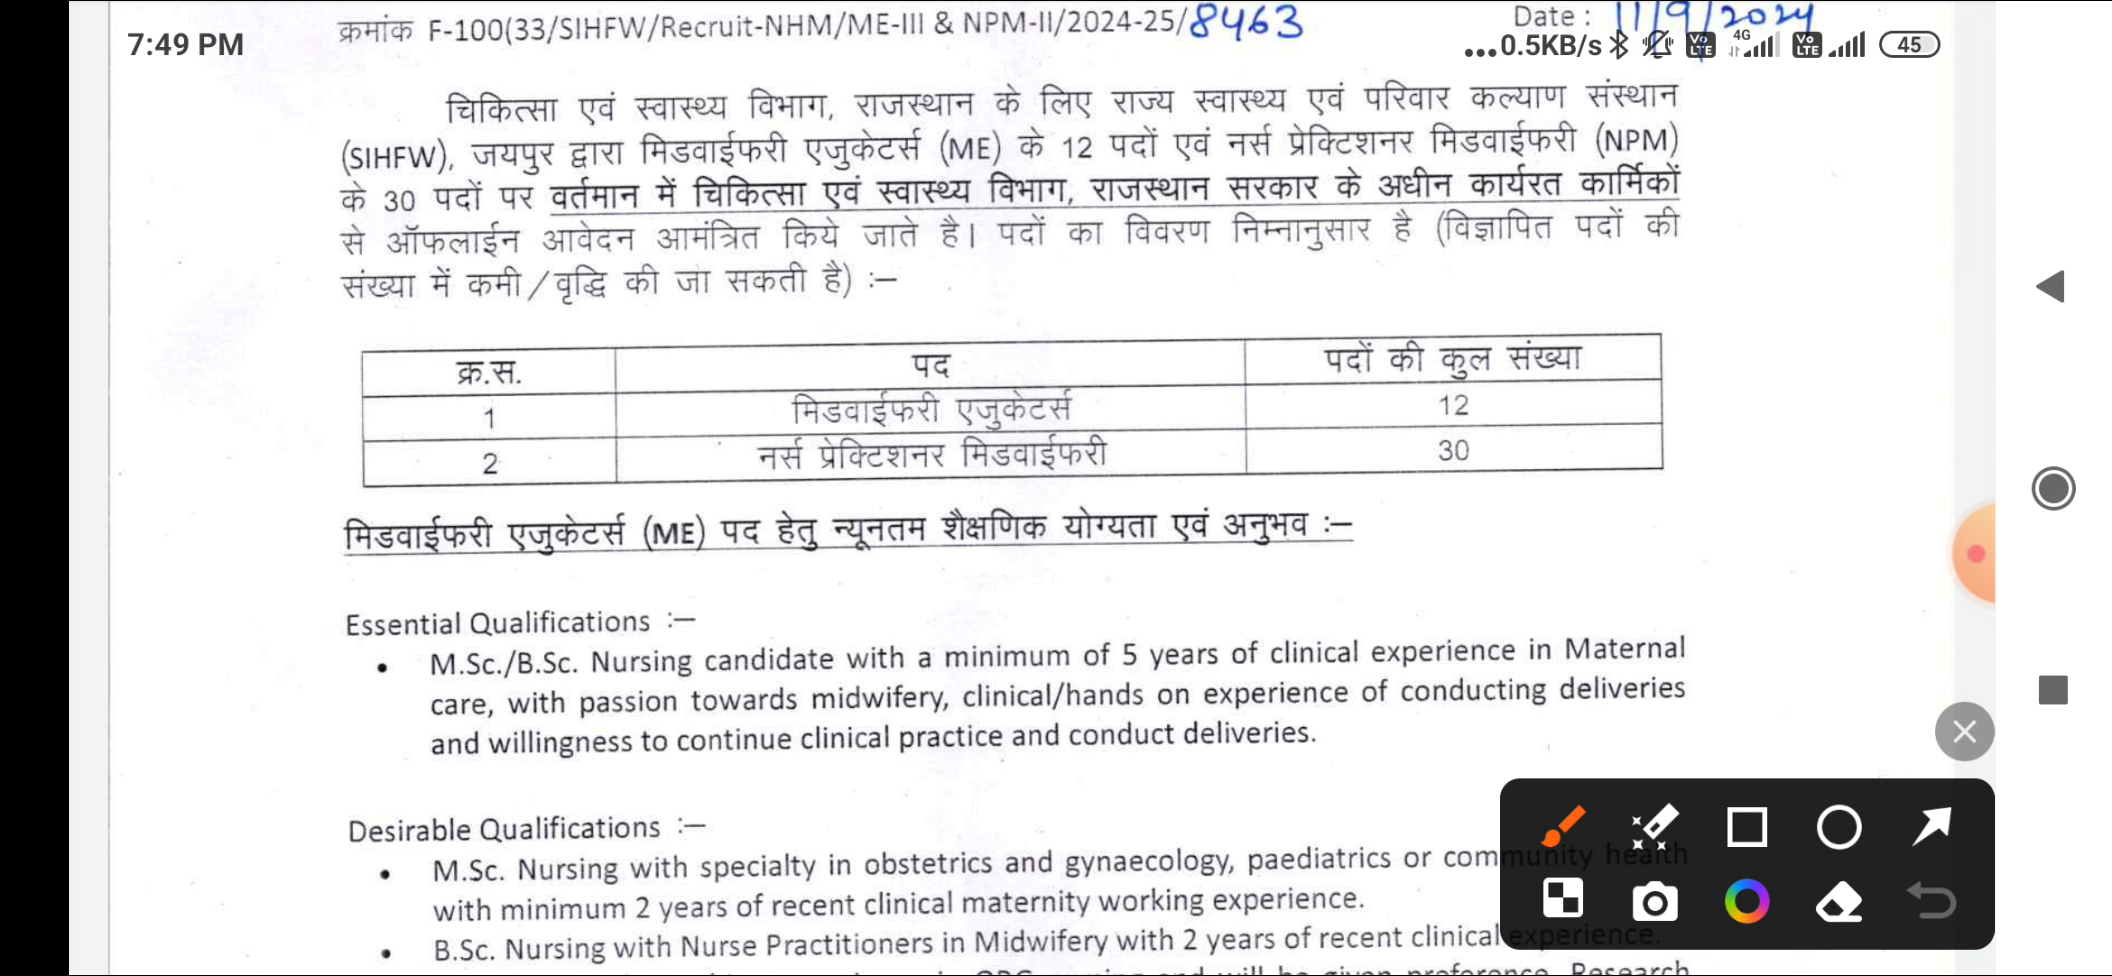 क्रमांक F-100(33/SIHFW/Recruit-NHM/ME-III & NPM-II/2024-25/8463 Date : 11/9/2024
7:49 PM ...0.5KB/s Vo LTE 4G Vo LTE 45
चिकित्सा एवं स्वास्थ्य विभाग, राजस्थान के लिए राज्य स्वास्थ्य एवं परिवार कल्याण संस्थान
(SIHFW), जयपुर द्वारा मिडवाईफरी एजुकेटर्स (ME) के 12 पदों एवं नर्स प्रेक्टिशनर मिडवाईफरी (NPM)
के 30 पदों पर वर्तमान में चिकित्सा एवं स्वास्थ्य विभाग, राजस्थान सरकार के अधीन कार्यरत कार्मिकों
से ऑफलाईन आवेदन आमंत्रित किये जाते है। पदों का विवरण निम्नानुसार है (विज्ञापित पदों की
संख्या में कमी/वृद्धि की जा सकती है) :–
क्र.स. पद पदों की कुल संख्या
1 मिडवाईफरी एजुकेटर्स 12
2 नर्स प्रेक्टिशनर मिडवाईफरी 30
मिडवाईफरी एजुकेटर्स (ME) पद हेतु न्यूनतम शैक्षणिक योग्यता एवं अनुभव :–
Essential Qualifications :–
• M.Sc./B.Sc. Nursing candidate with a minimum of 5 years of clinical experience in Maternal
care, with passion towards midwifery, clinical/hands on experience of conducting deliveries
and willingness to continue clinical practice and conduct deliveries.
Desirable Qualifications :–
• M.Sc. Nursing with specialty in obstetrics and gynaecology, paediatrics or community health
with minimum 2 years of recent clinical maternity working experience.
• B.Sc. Nursing with Nurse Practitioners in Midwifery with 2 years of recent clinical experience.